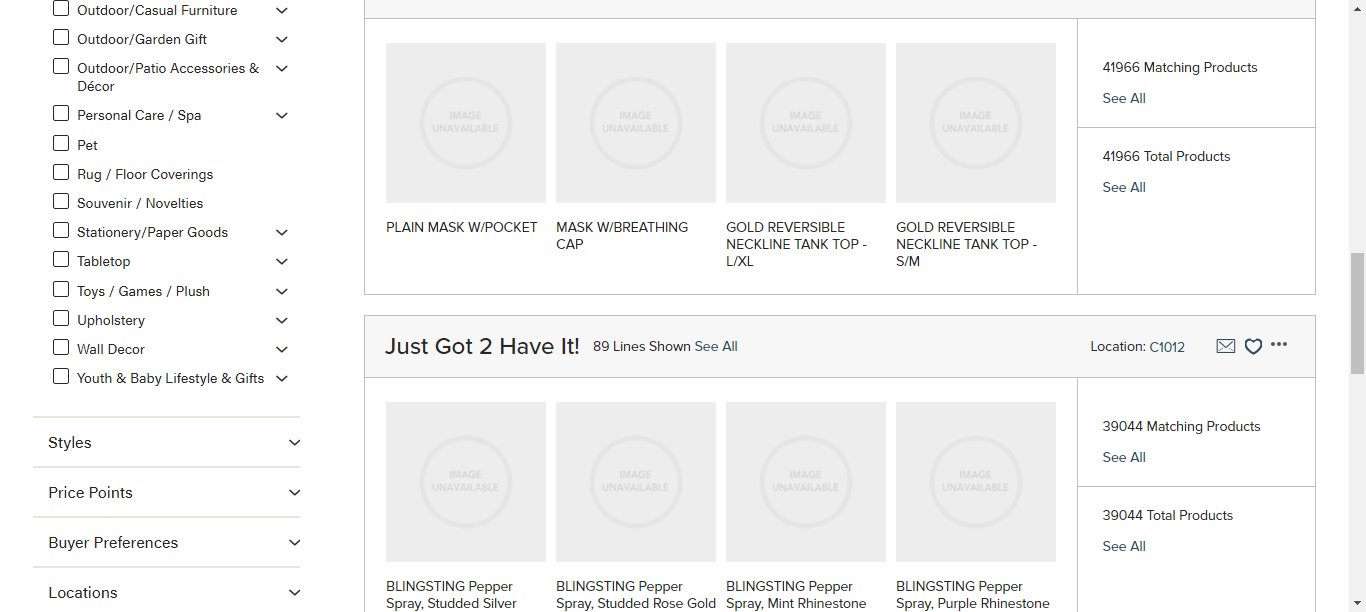 Outdoor/Casual Furniture
Outdoor/Garden Gift
Outdoor/Patio Accessories &
Décor
Personal Care / Spa
Pet
Rug / Floor Coverings
Souvenir / Novelties
Stationery/Paper Goods
Tabletop
Toys / Games / Plush
Upholstery
Wall Decor
Youth & Baby Lifestyle & Gifts
Styles
Price Points
Buyer Preferences
Locations
IMAGE
UNAVAILABLE
IMAGE
UNAVAILABLE
IMAGE
UNAVAILABLE
IMAGE
UNAVAILABLE
PLAIN MASK W/POCKET
MASK W/BREATHING
CAP
GOLD REVERSIBLE
NECKLINE TANK TOP -
L/XL
GOLD REVERSIBLE
NECKLINE TANK TOP -
S/M
41966 Matching Products
See All
41966 Total Products
See All
Just Got 2 Have It! 89 Lines Shown See All
Location: C1012
IMAGE
UNAVAILABLE
IMAGE
UNAVAILABLE
IMAGE
UNAVAILABLE
IMAGE
UNAVAILABLE
BLINGSTING Pepper
Spray, Studded Silver
BLINGSTING Pepper
Spray, Studded Rose Gold
BLINGSTING Pepper
Spray, Mint Rhinestone
BLINGSTING Pepper
Spray, Purple Rhinestone
39044 Matching Products
See All
39044 Total Products
See All